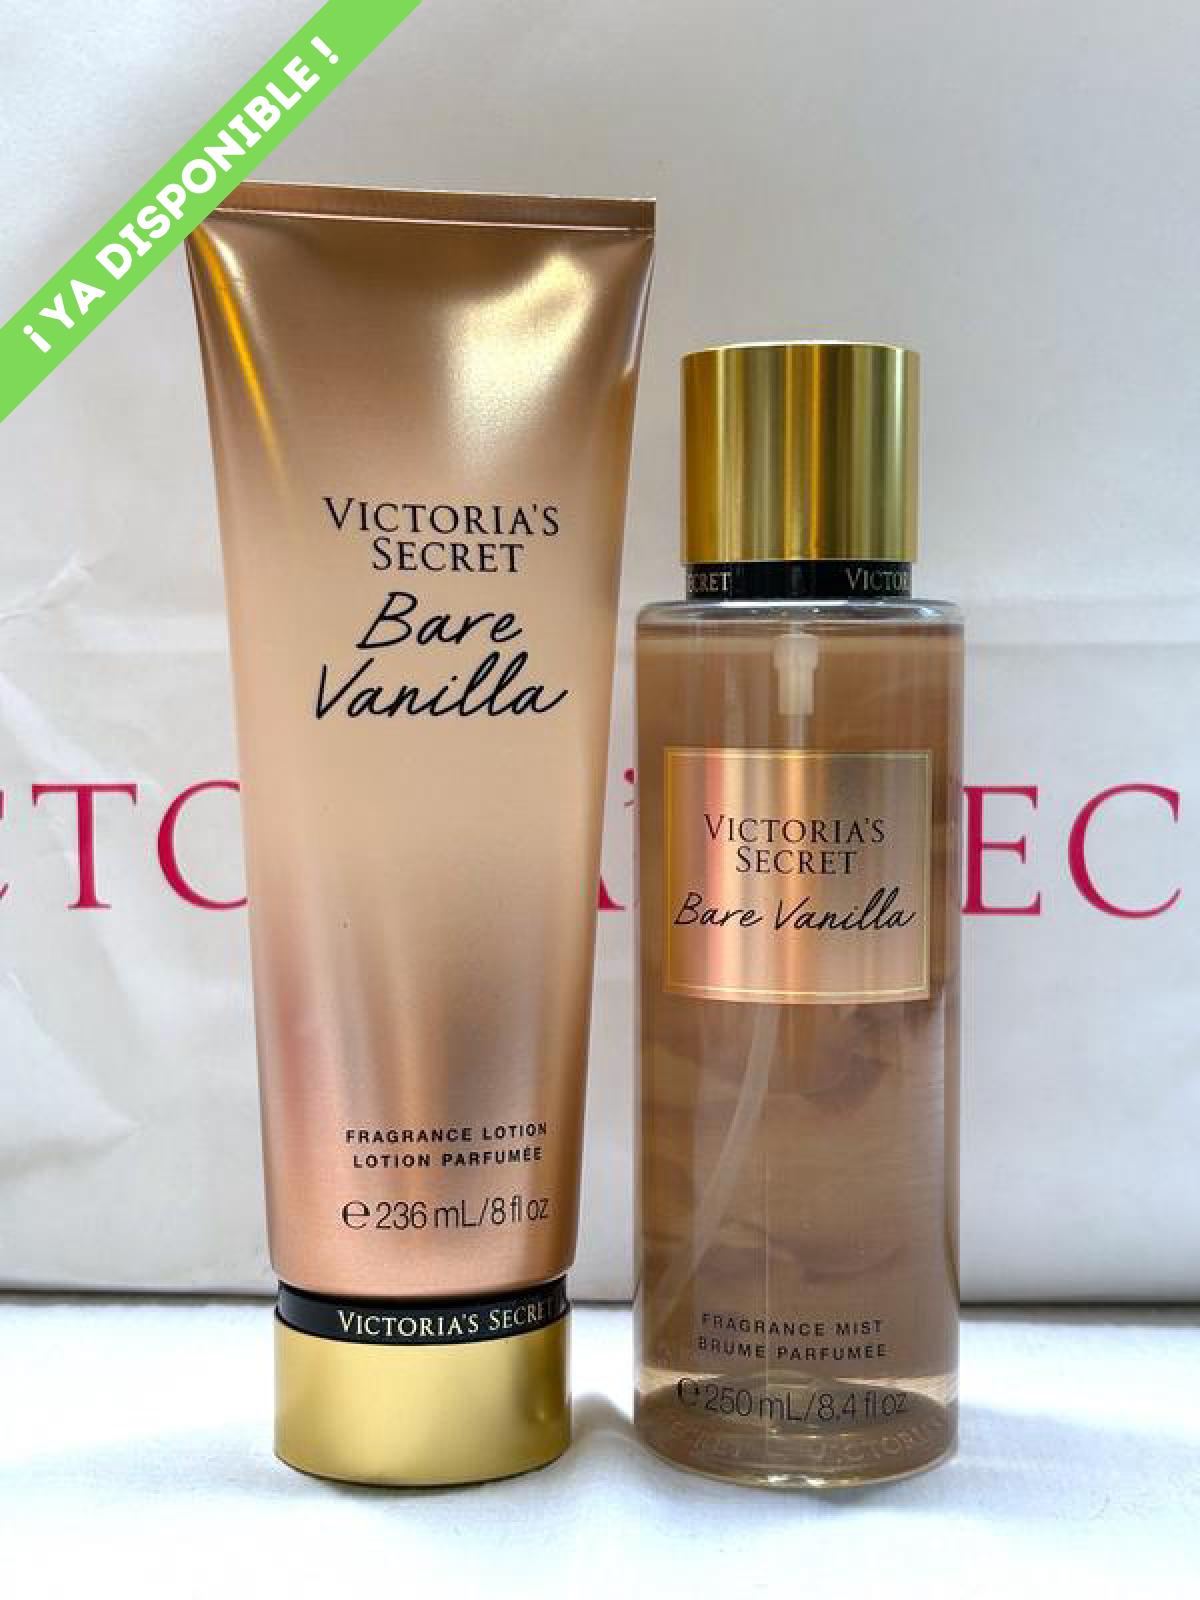 ¡ YA DISPONIBLE !
VICTORIA'S
SECRET
Bare
Vanilla
FRAGRANCE LOTION
LOTION PARFUMÉE
℮ 236 mL/8 fl oz
VICTORIA'S SECRET
VICTORIA'S
SECRET
Bare Vanilla
FRAGRANCE MIST
BRUME PARFUMÉE
℮ 250 mL/8.4 fl oz